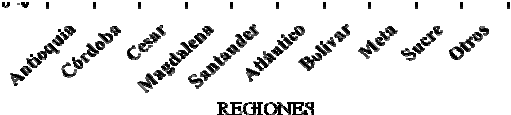 Antioquia
Córdoba
Cesar
Magdalena
Santander
Atlántico
Bolívar
Meta
Sucre
Otros
REGIONES